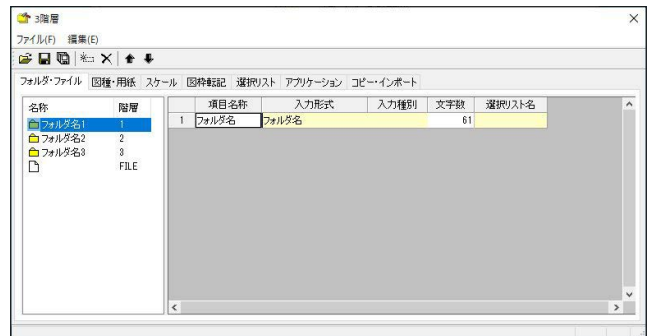 3階層
ファイル(F) 編集(E)
フォルダ・ファイル 図種・用紙 スケール 図枠転記 選択リスト アプリケーション コピー・インポート
名称 階層
フォルダ名1 1
フォルダ名2 2
フォルダ名3 3
FILE
項目名称 入力形式 入力種別 文字数 選択リスト名
1 フォルダ名 フォルダ名 61